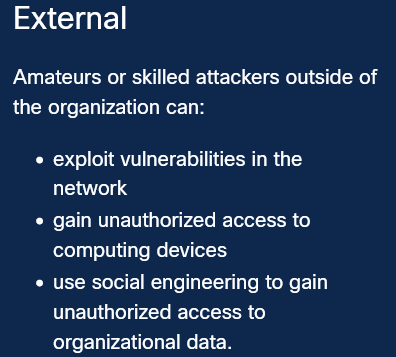 External
Amateurs or skilled attackers outside of
the organization can:
• exploit vulnerabilities in the
network
• gain unauthorized access to
computing devices
• use social engineering to gain
unauthorized access to
organizational data.